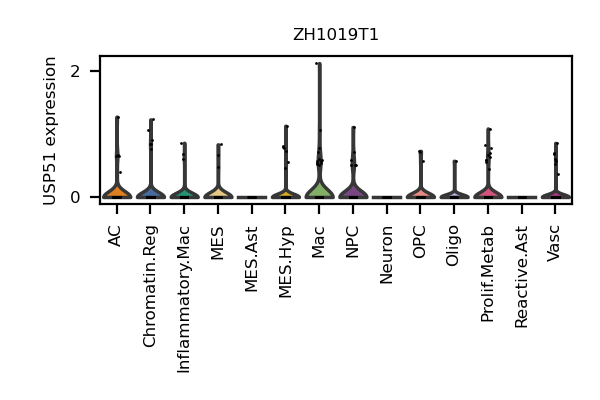 ZH1019T1
USP51 expression
2
0
AC
Chromatin.Reg
Inflammatory.Mac
MES
MES.Ast
MES.Hyp
Mac
NPC
Neuron
OPC
Oligo
Prolif.Metab
Reactive.Ast
Vasc